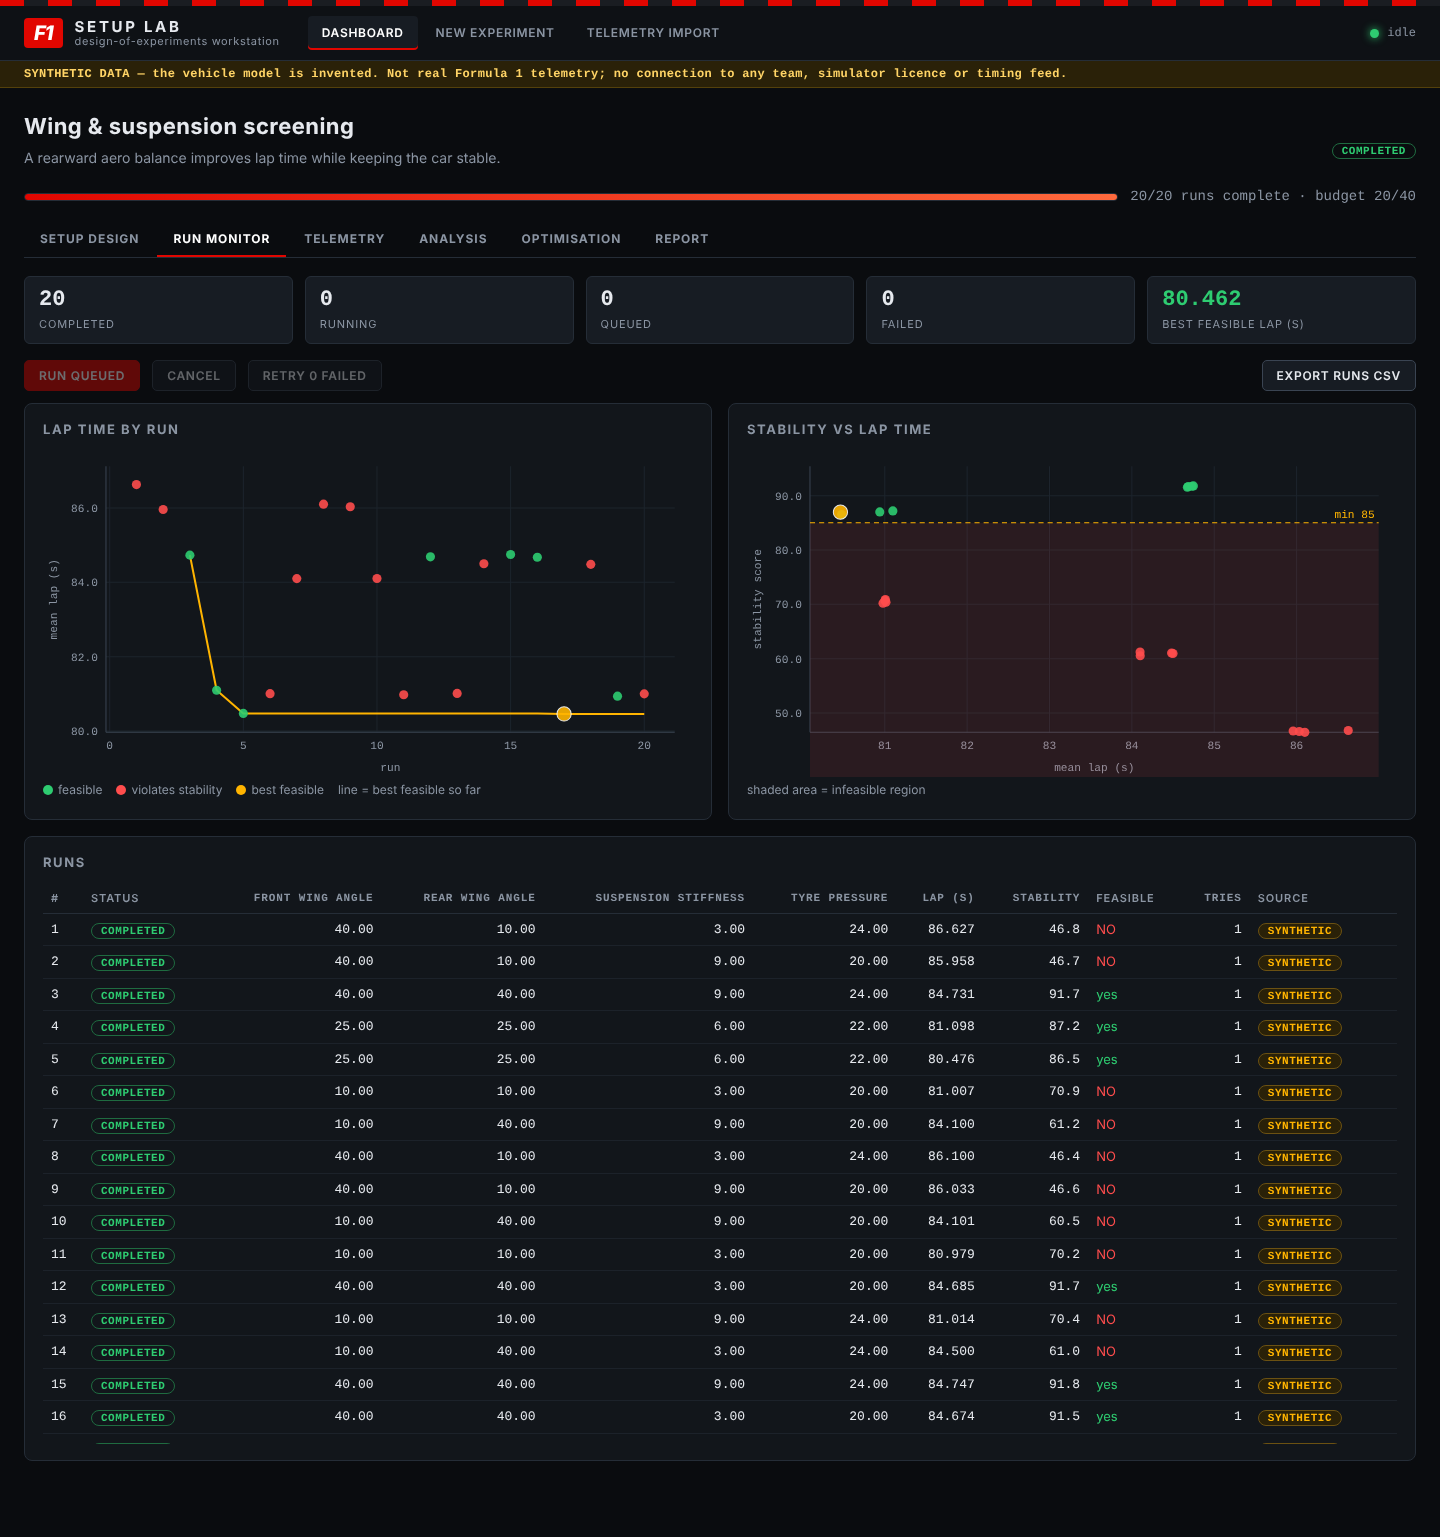 F1
SETUP LAB
design-of-experiments workstation
DASHBOARD
NEW EXPERIMENT
TELEMETRY IMPORT
idle
SYNTHETIC DATA — the vehicle model is invented. Not real Formula 1 telemetry; no connection to any team, simulator licence or timing feed.
Wing & suspension screening
A rearward aero balance improves lap time while keeping the car stable.
COMPLETED
20/20 runs complete · budget 20/40
SETUP DESIGN
RUN MONITOR
TELEMETRY
ANALYSIS
OPTIMISATION
REPORT
20
COMPLETED
0
RUNNING
0
QUEUED
0
FAILED
80.462
BEST FEASIBLE LAP (S)
RUN QUEUED
CANCEL
RETRY 0 FAILED
EXPORT RUNS CSV
LAP TIME BY RUN
mean lap (s)
86.0
84.0
82.0
80.0
0 5 10 15 20
run
feasible violates stability best feasible line = best feasible so far
STABILITY VS LAP TIME
stability score
90.0
80.0
70.0
60.0
50.0
min 85
81 82 83 84 85 86
mean lap (s)
shaded area = infeasible region
RUNS
# STATUS FRONT WING ANGLE REAR WING ANGLE SUSPENSION STIFFNESS TYRE PRESSURE LAP (S) STABILITY FEASIBLE TRIES SOURCE
1 COMPLETED 40.00 10.00 3.00 24.00 86.627 46.8 NO 1 SYNTHETIC
2 COMPLETED 40.00 10.00 9.00 20.00 85.958 46.7 NO 1 SYNTHETIC
3 COMPLETED 40.00 40.00 9.00 24.00 84.731 91.7 yes 1 SYNTHETIC
4 COMPLETED 25.00 25.00 6.00 22.00 81.098 87.2 yes 1 SYNTHETIC
5 COMPLETED 25.00 25.00 6.00 22.00 80.476 86.5 yes 1 SYNTHETIC
6 COMPLETED 10.00 10.00 3.00 20.00 81.007 70.9 NO 1 SYNTHETIC
7 COMPLETED 10.00 40.00 9.00 20.00 84.100 61.2 NO 1 SYNTHETIC
8 COMPLETED 40.00 10.00 3.00 24.00 86.100 46.4 NO 1 SYNTHETIC
9 COMPLETED 40.00 10.00 9.00 20.00 86.033 46.6 NO 1 SYNTHETIC
10 COMPLETED 10.00 40.00 9.00 20.00 84.101 60.5 NO 1 SYNTHETIC
11 COMPLETED 10.00 10.00 3.00 20.00 80.979 70.2 NO 1 SYNTHETIC
12 COMPLETED 40.00 40.00 3.00 20.00 84.685 91.7 yes 1 SYNTHETIC
13 COMPLETED 10.00 10.00 9.00 24.00 81.014 70.4 NO 1 SYNTHETIC
14 COMPLETED 10.00 40.00 3.00 24.00 84.500 61.0 NO 1 SYNTHETIC
15 COMPLETED 40.00 40.00 9.00 24.00 84.747 91.8 yes 1 SYNTHETIC
16 COMPLETED 40.00 40.00 3.00 20.00 84.674 91.5 yes 1 SYNTHETIC